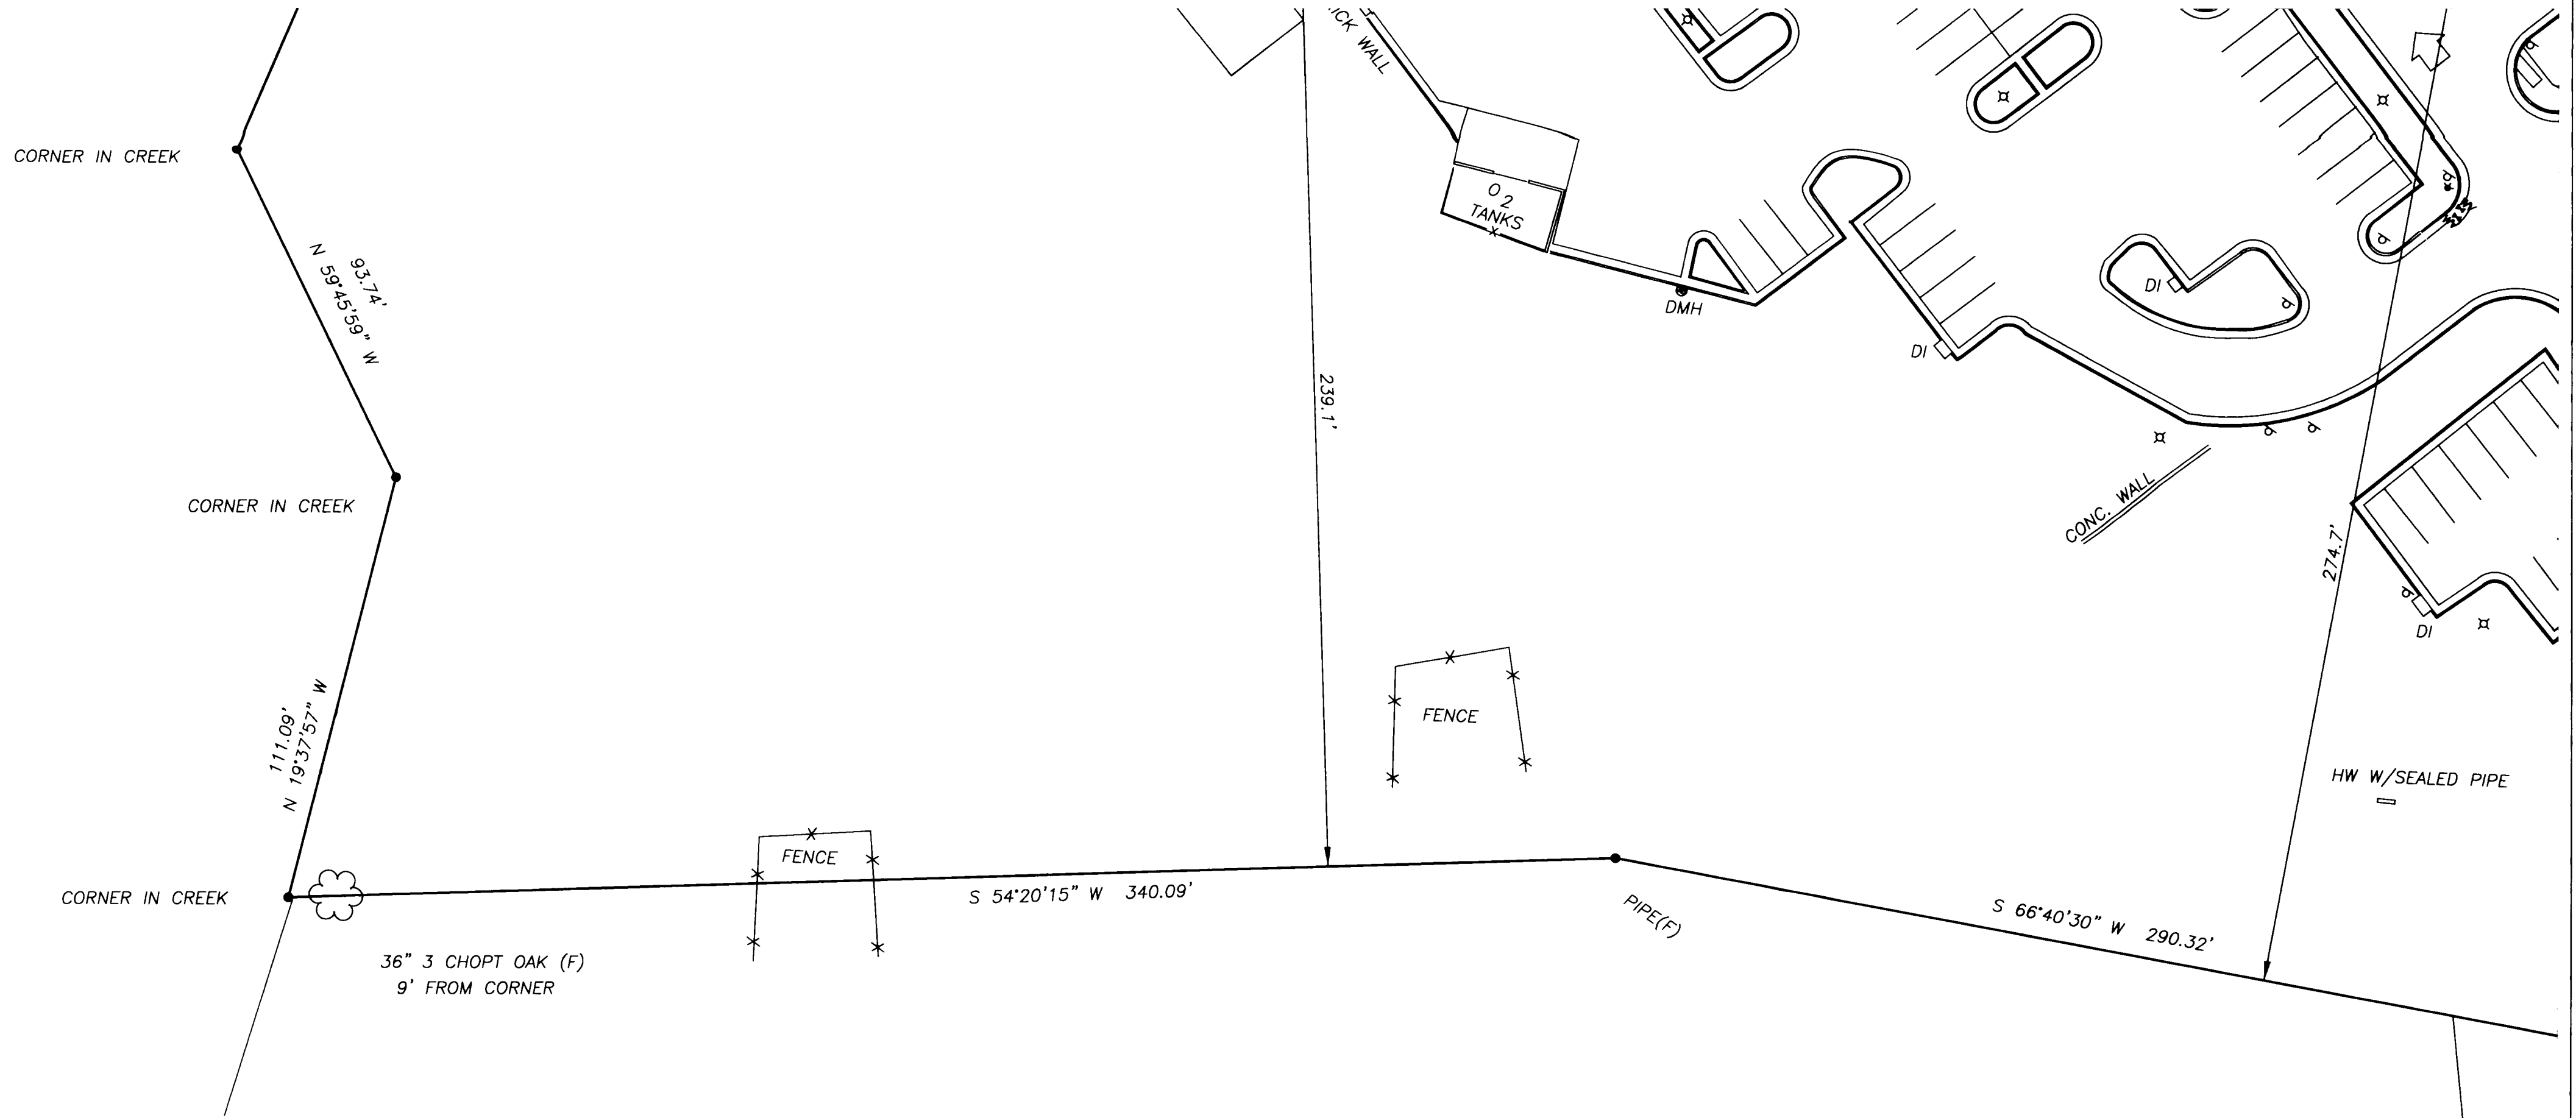 ICK WALL
CORNER IN CREEK
O 2
TANKS
93.74'
N 59°45'59" W
DI
DMH
DI
239.1'
CORNER IN CREEK
CONC. WALL
274.7'
DI
111.09'
N 19°37'57" W
FENCE
HW W/SEALED PIPE
FENCE
CORNER IN CREEK
S 54°20'15" W 340.09'
PIPE(F)
S 66°40'30" W 290.32'
36" 3 CHOPT OAK (F)
9' FROM CORNER